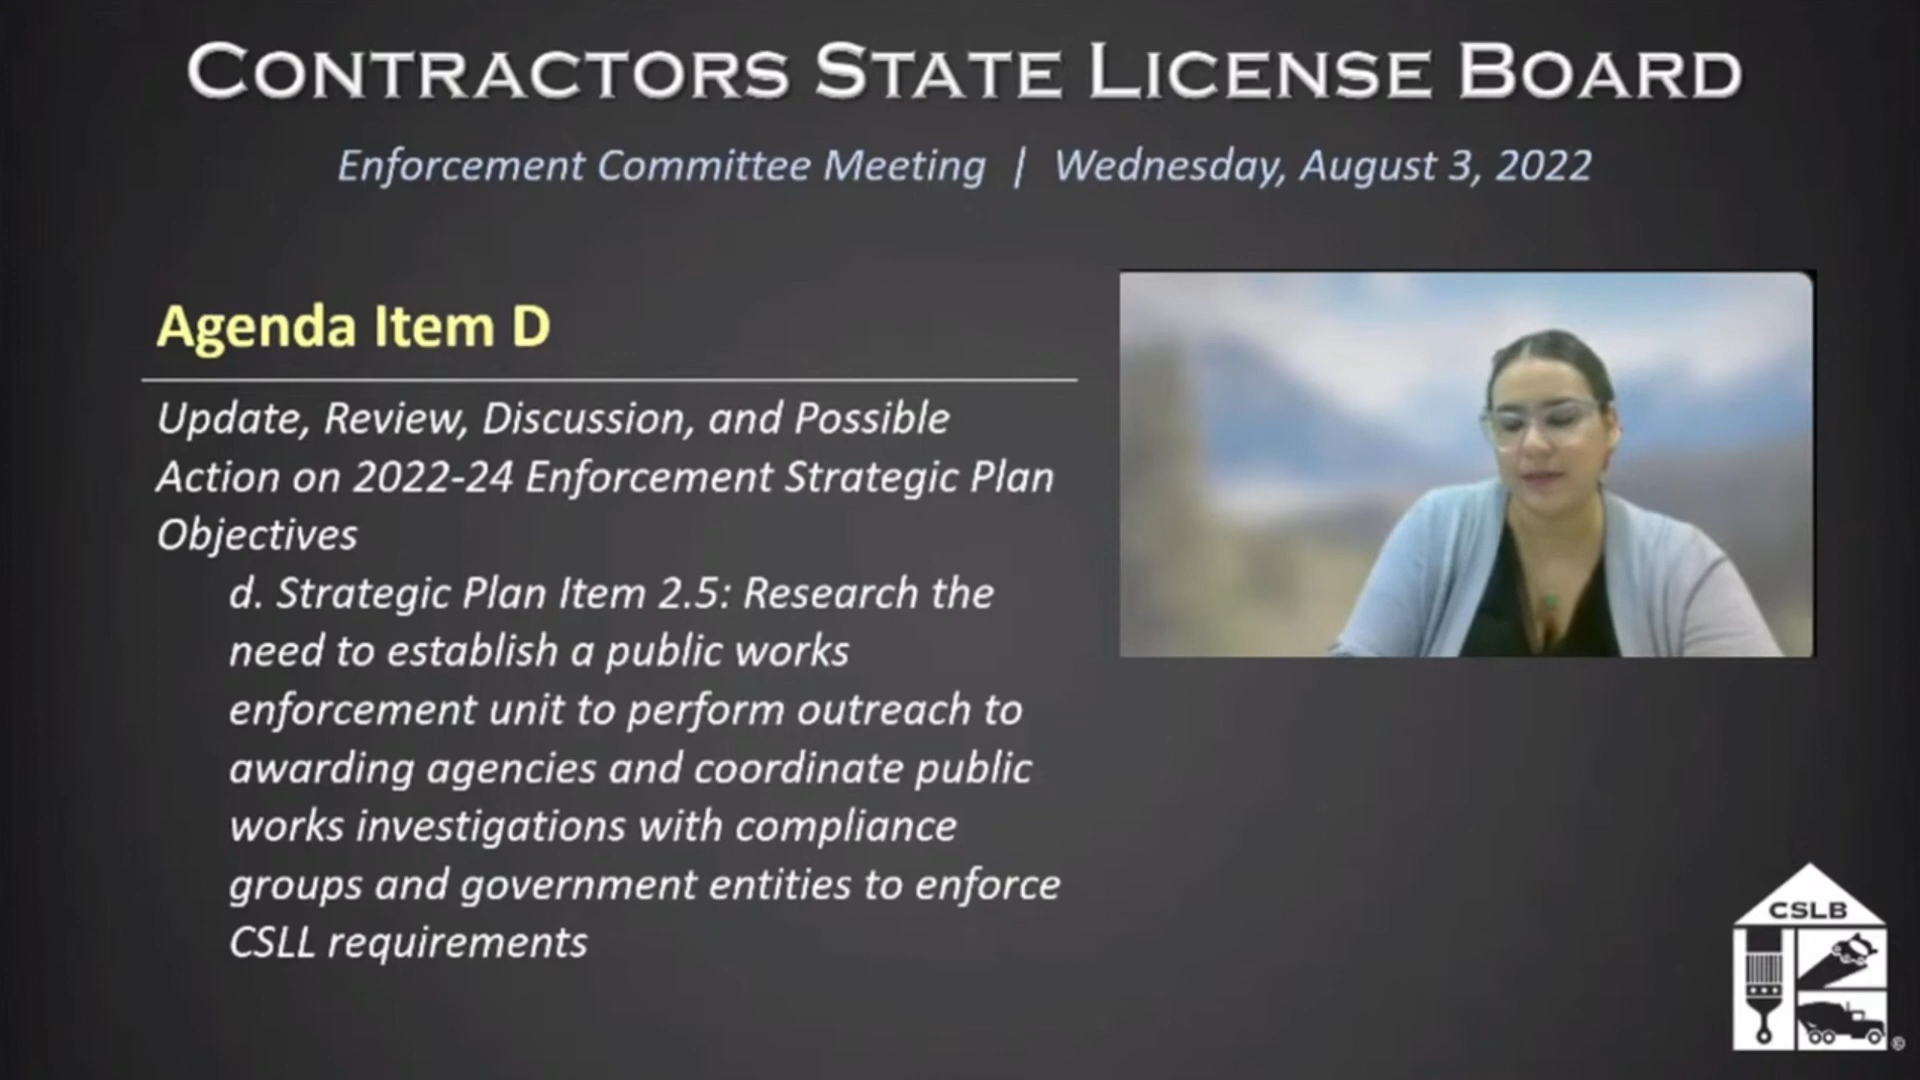 CONTRACTORS STATE LICENSE BOARD
Enforcement Committee Meeting | Wednesday, August 3, 2022
Agenda Item D
Update, Review, Discussion, and Possible
Action on 2022-24 Enforcement Strategic Plan
Objectives
d. Strategic Plan Item 2.5: Research the
need to establish a public works
enforcement unit to perform outreach to
awarding agencies and coordinate public
works investigations with compliance
groups and government entities to enforce
CSLL requirements
CSLB
©